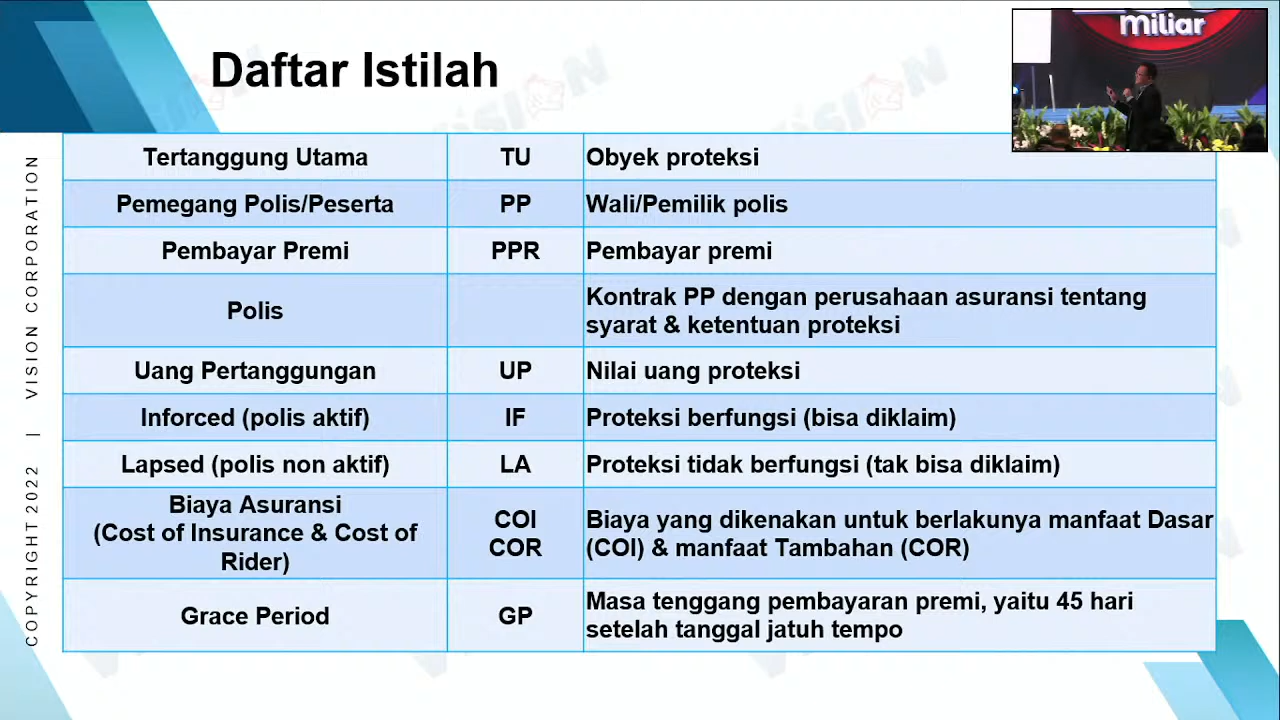 Daftar Istilah
miliar
Tertanggung Utama TU Obyek proteksi
Pemegang Polis/Peserta PP Wali/Pemilik polis
Pembayar Premi PPR Pembayar premi
Polis Kontrak PP dengan perusahaan asuransi tentang
syarat & ketentuan proteksi
Uang Pertanggungan UP Nilai uang proteksi
Inforced (polis aktif) IF Proteksi berfungsi (bisa diklaim)
Lapsed (polis non aktif) LA Proteksi tidak berfungsi (tak bisa diklaim)
Biaya Asuransi
(Cost of Insurance & Cost of
Rider)
COI
COR
Biaya yang dikenakan untuk berlakunya manfaat Dasar
(COI) & manfaat Tambahan (COR)
Grace Period GP Masa tenggang pembayaran premi, yaitu 45 hari
setelah tanggal jatuh tempo
COPYRIGHT 2022 | VISION CORPORATION
VISION